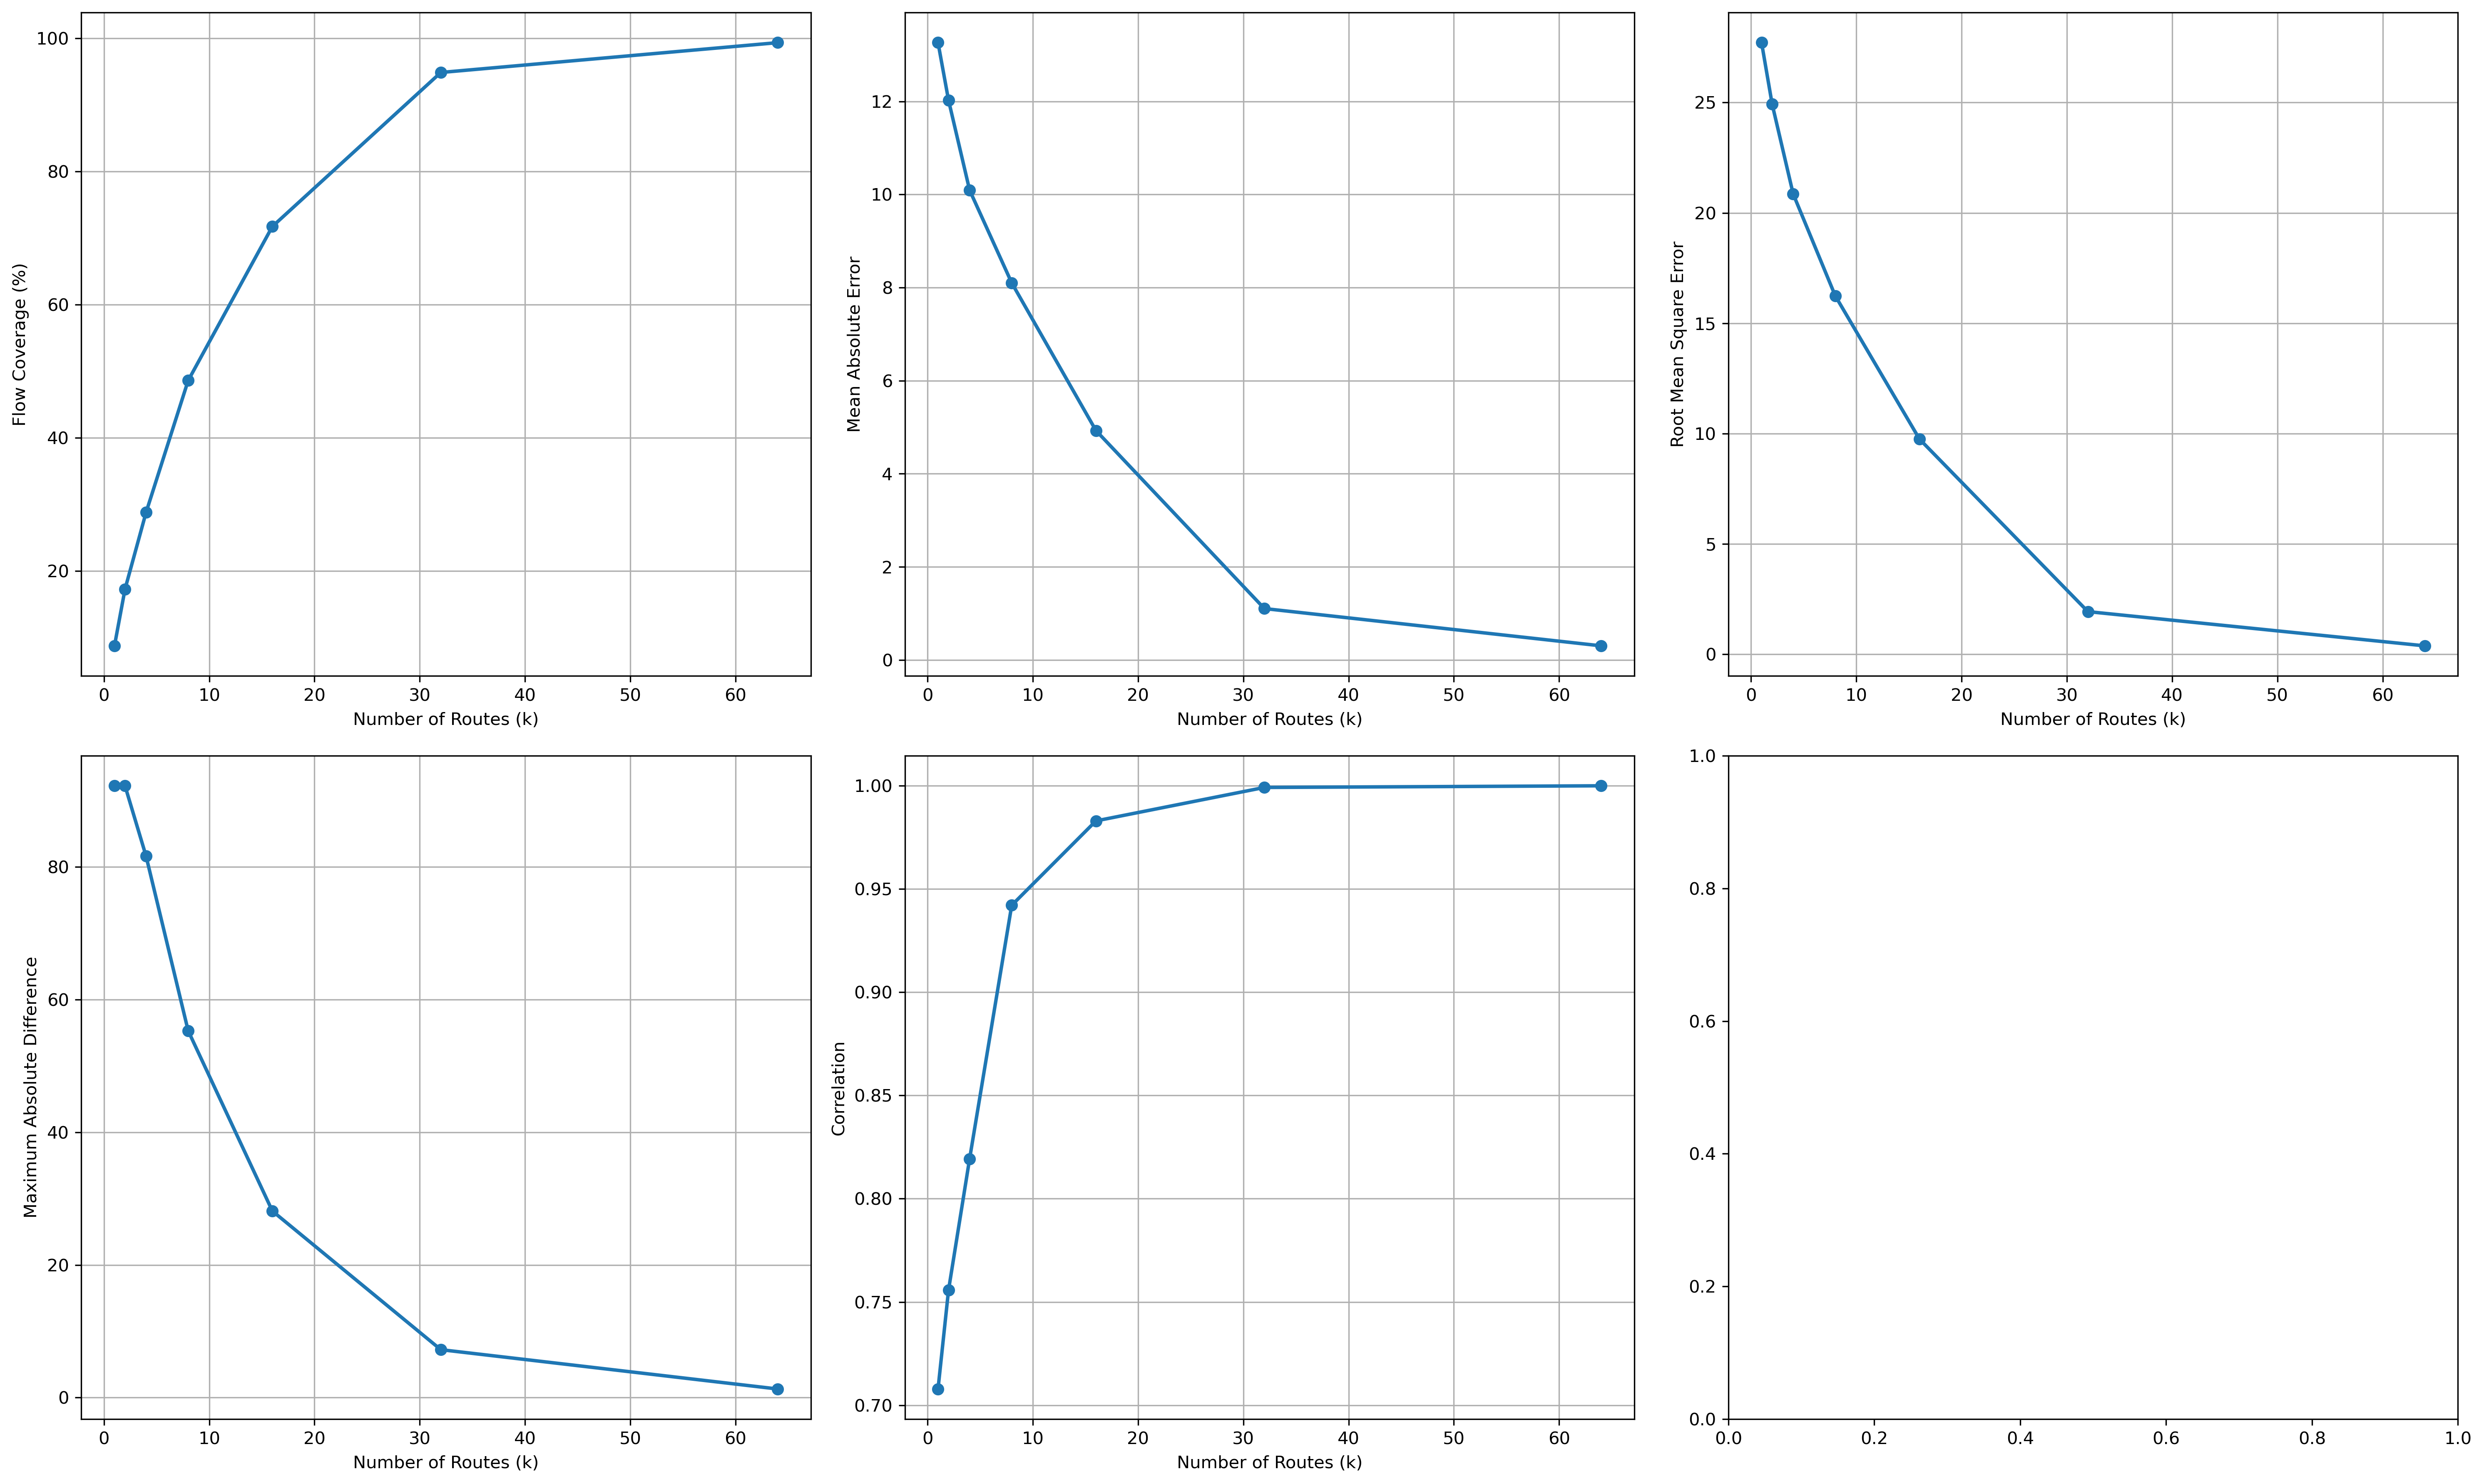 100
80
60
40
20
Flow Coverage (%)
0 10 20 30 40 50 60
Number of Routes (k)
12
10
8
6
4
2
0
Mean Absolute Error
0 10 20 30 40 50 60
Number of Routes (k)
25
20
15
10
5
0
Root Mean Square Error
0 10 20 30 40 50 60
Number of Routes (k)
80
60
40
20
0
Maximum Absolute Difference
0 10 20 30 40 50 60
Number of Routes (k)
1.00
0.95
0.90
0.85
0.80
0.75
0.70
Correlation
0 10 20 30 40 50 60
Number of Routes (k)
1.0
0.8
0.6
0.4
0.2
0.0
0.0 0.2 0.4 0.6 0.8 1.0